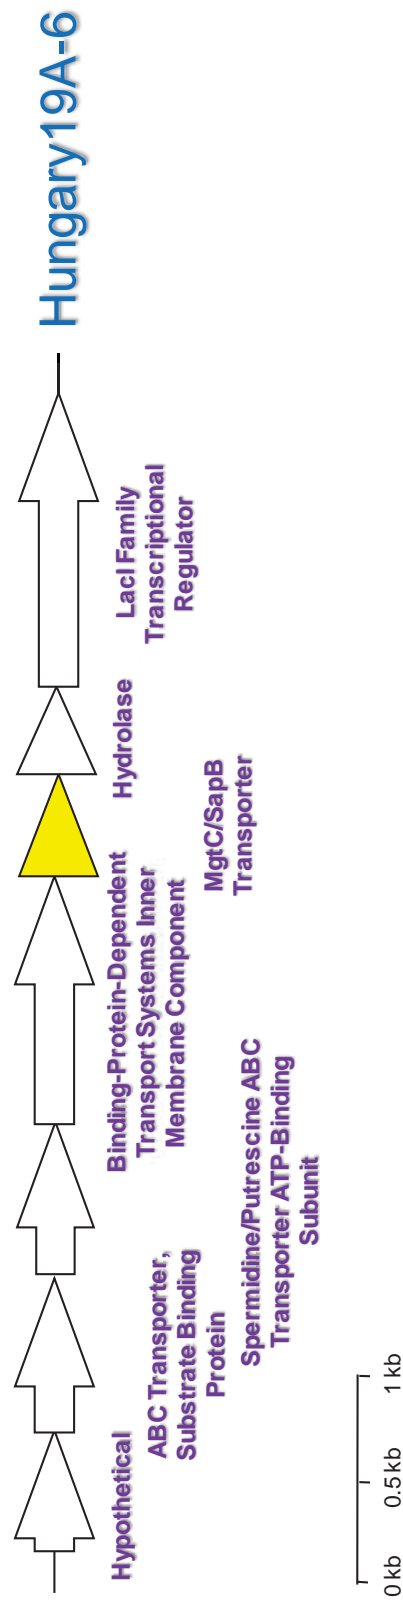 Hungary19A-6
Hypothetical
ABC Transporter,
Substrate Binding
Protein
Spermidine/Putrescine ABC
Transporter ATP-Binding
Subunit
Binding-Protein-Dependent
Transport Systems Inner
Membrane Component
MgtC/SapB
Transporter
Hydrolase
LacI Family
Transcriptional
Regulator
0 kb
0.5 kb
1 kb